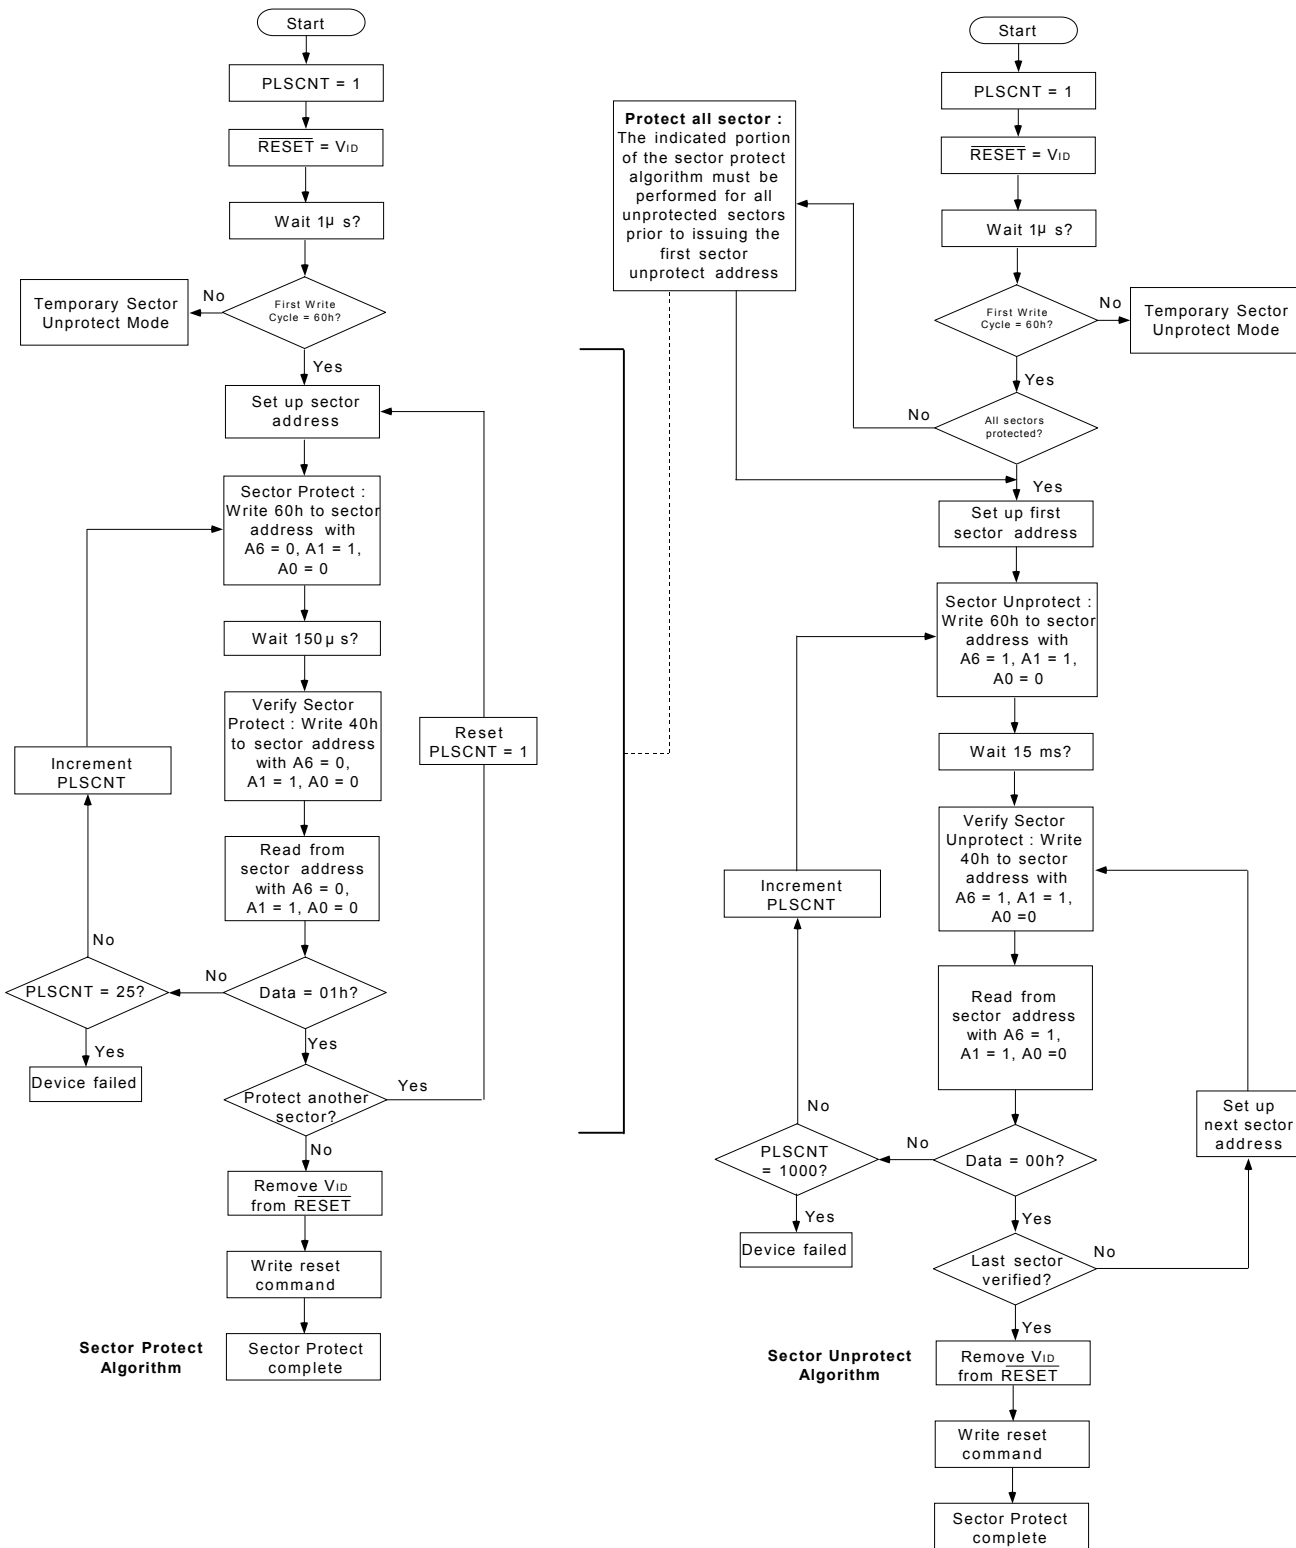 Start
PLSCNT = 1
RESET = VID
Wait 1μ s?
First Write
Cycle = 60h?
No
Temporary Sector
Unprotect Mode
Yes
Set up sector
address
Sector Protect :
Write 60h to sector
address with
A6 = 0, A1 = 1,
A0 = 0
Wait 150μ s?
Verify Sector
Protect : Write 40h
to sector address
with A6 = 0,
A1 = 1, A0 = 0
Reset
PLSCNT = 1
Increment
PLSCNT
Read from
sector address
with A6 = 0,
A1 = 1, A0 = 0
No
PLSCNT = 25?
No
Data = 01h?
Yes
Device failed
Yes
Protect another
sector?
Yes
No
Remove VID
from RESET
Write reset
command
Sector Protect
Algorithm
Sector Protect
complete
Protect all sector :
The indicated portion
of the sector protect
algorithm must be
performed for all
unprotected sectors
prior to issuing the
first sector
unprotect address
Start
PLSCNT = 1
RESET = VID
Wait 1μ s?
First Write
Cycle = 60h?
No
Temporary Sector
Unprotect Mode
Yes
No
All sectors
protected?
Yes
Set up first
sector address
Sector Unprotect :
Write 60h to sector
address with
A6 = 1, A1 = 1,
A0 = 0
Wait 15 ms?
Verify Sector
Unprotect : Write
40h to sector
address with
A6 = 1, A1 = 1,
A0 =0
Increment
PLSCNT
Read from
sector address
with A6 = 1,
A1 = 1, A0 =0
No
PLSCNT
= 1000?
No
Data = 00h?
Set up
next sector
address
Yes
Device failed
Yes
Last sector
verified?
No
Yes
Sector Unprotect
Algorithm
Remove VID
from RESET
Write reset
command
Sector Protect
complete